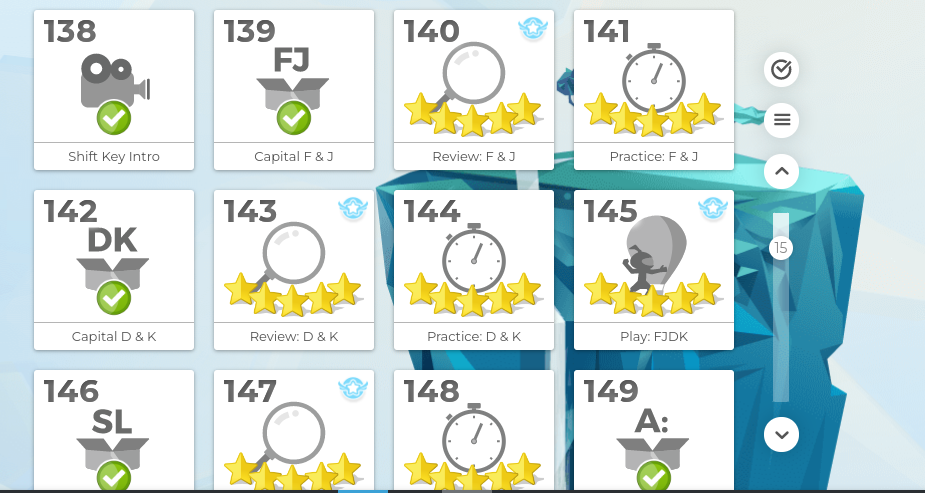 138
139
140
141
FJ
Shift Key Intro
Capital F & J
Review: F & J
Practice: F & J
142
143
144
145
DK
15
Capital D & K
Review: D & K
Practice: D & K
Play: FJDK
146
147
148
149
SL
A: